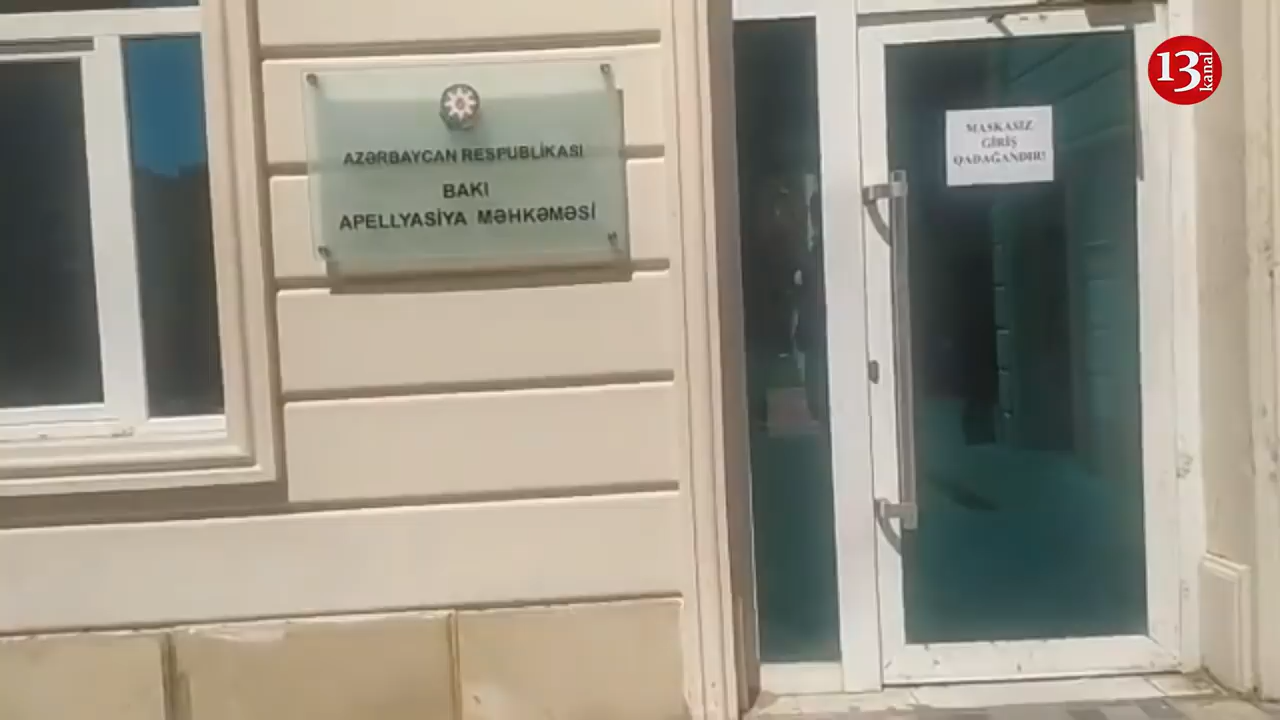 AZƏRBAYCAN RESPUBLİKASI
BAKI
APELLYASİYA MƏHKƏMƏSİ
MASKASIZ
GİRİŞ
QADAĞANDIR!
13
kanal